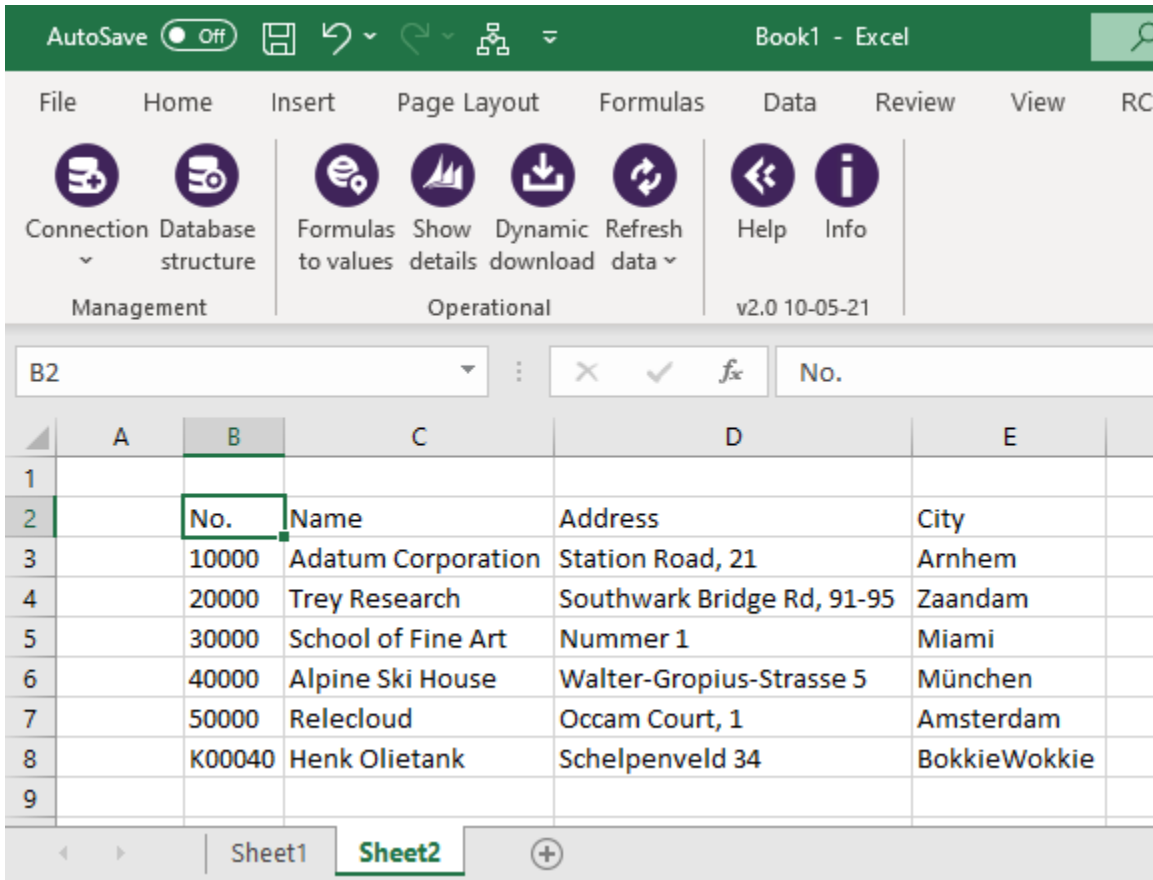 AutoSave Off Book1 - Excel
File Home Insert Page Layout Formulas Data Review View RC
Connection Database Formulas Show Dynamic Refresh Help Info
structure to values details download data
Management Operational v2.0 10-05-21
B2 fx No.
A B C D E
1
2 No. Name Address City
3 10000 Adatum Corporation Station Road, 21 Arnhem
4 20000 Trey Research Southwark Bridge Rd, 91-95 Zaandam
5 30000 School of Fine Art Nummer 1 Miami
6 40000 Alpine Ski House Walter-Gropius-Strasse 5 München
7 50000 Relecloud Occam Court, 1 Amsterdam
8 K00040 Henk Olietank Schelpenveld 34 BokkieWokkie
9
Sheet1 Sheet2